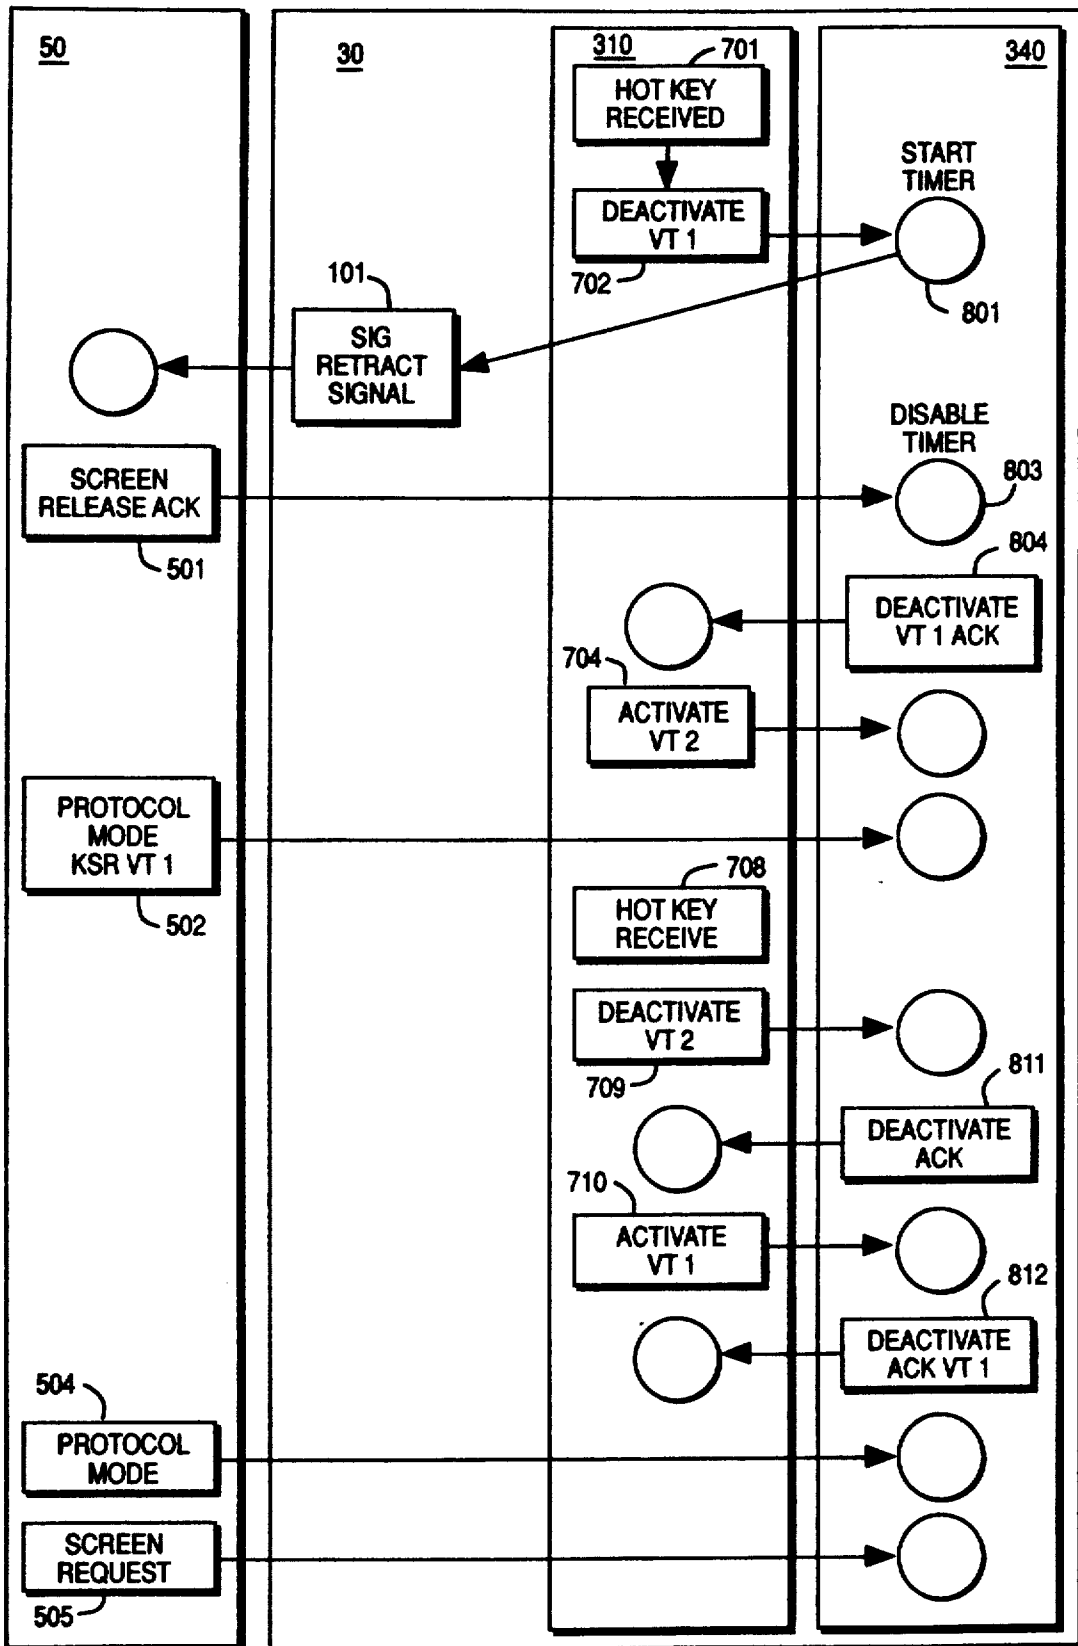 50
30
310
340
701
HOT KEY
RECEIVED
START
TIMER
DEACTIVATE
VT 1
702
801
101
SIG
RETRACT
SIGNAL
DISABLE
TIMER
803
SCREEN
RELEASE ACK
501
804
DEACTIVATE
VT 1 ACK
704
ACTIVATE
VT 2
PROTOCOL
MODE
KSR VT 1
502
708
HOT KEY
RECEIVE
DEACTIVATE
VT 2
709
811
DEACTIVATE
ACK
710
ACTIVATE
VT 1
812
DEACTIVATE
ACK VT 1
504
PROTOCOL
MODE
SCREEN
REQUEST
505